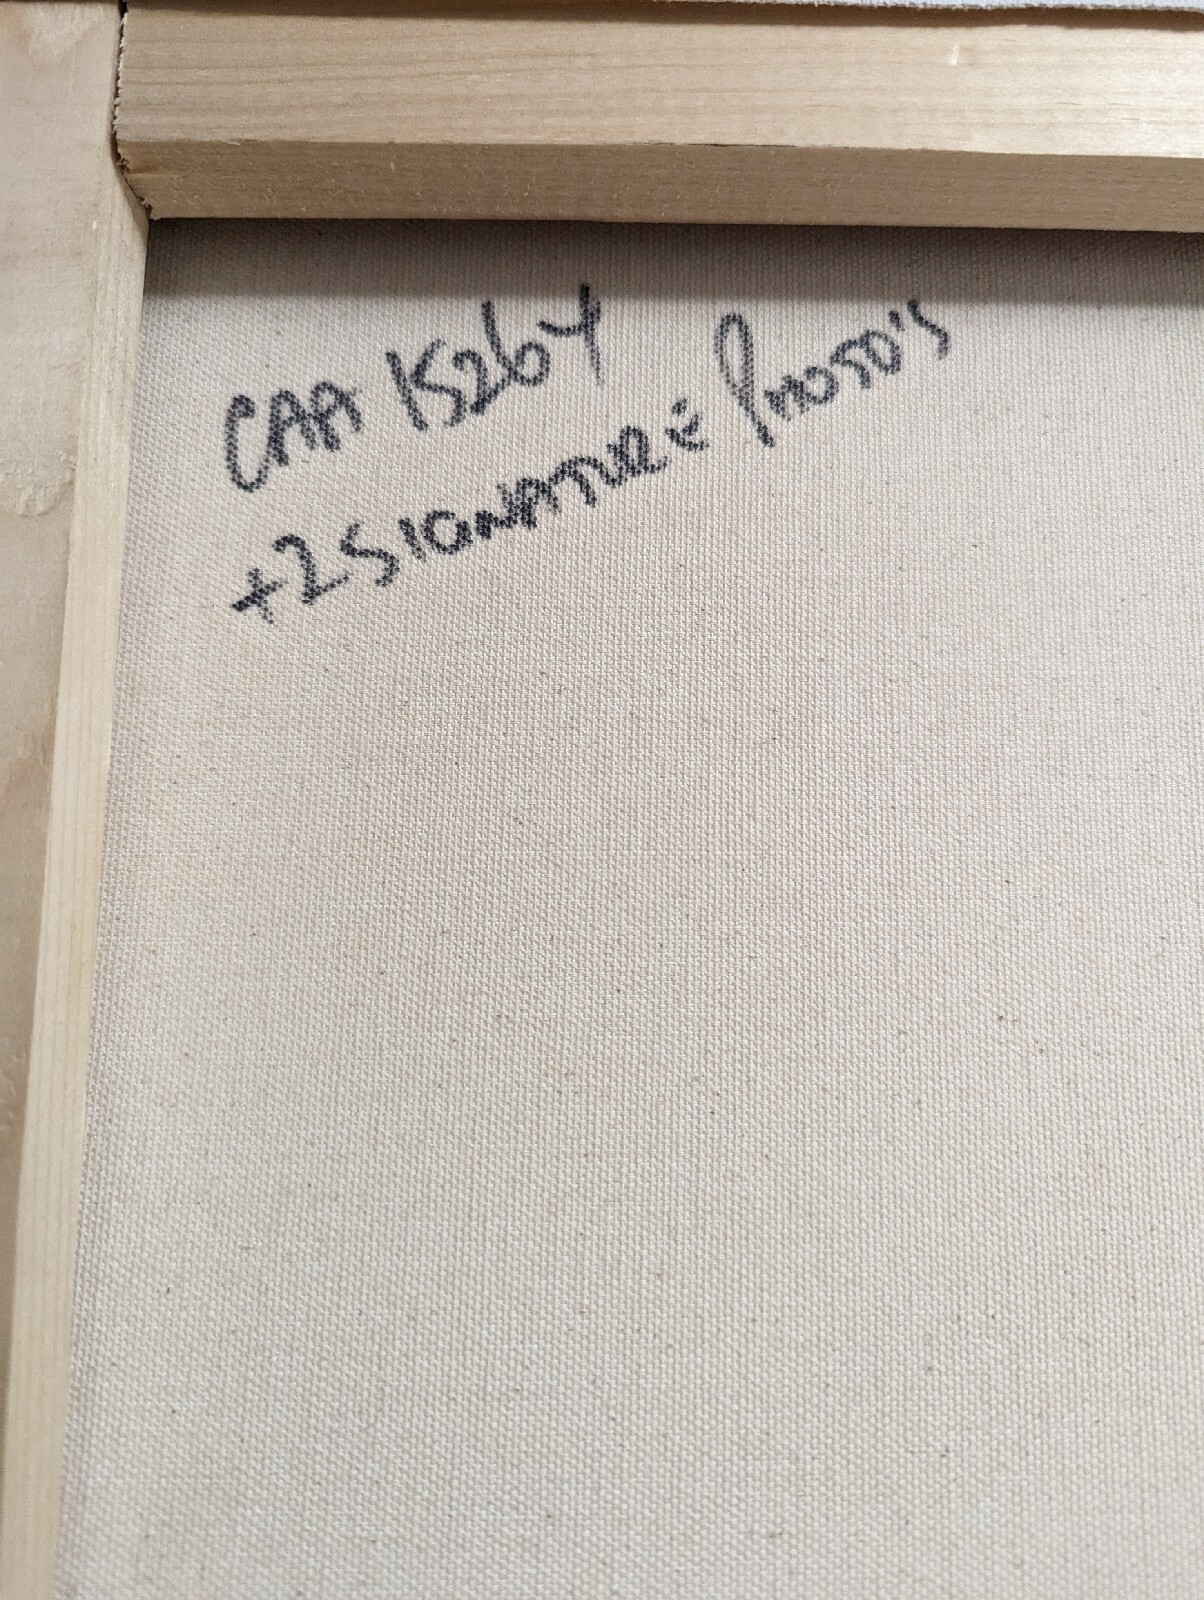 CAA 15264
+2 SIGNATURE PHOTO'S